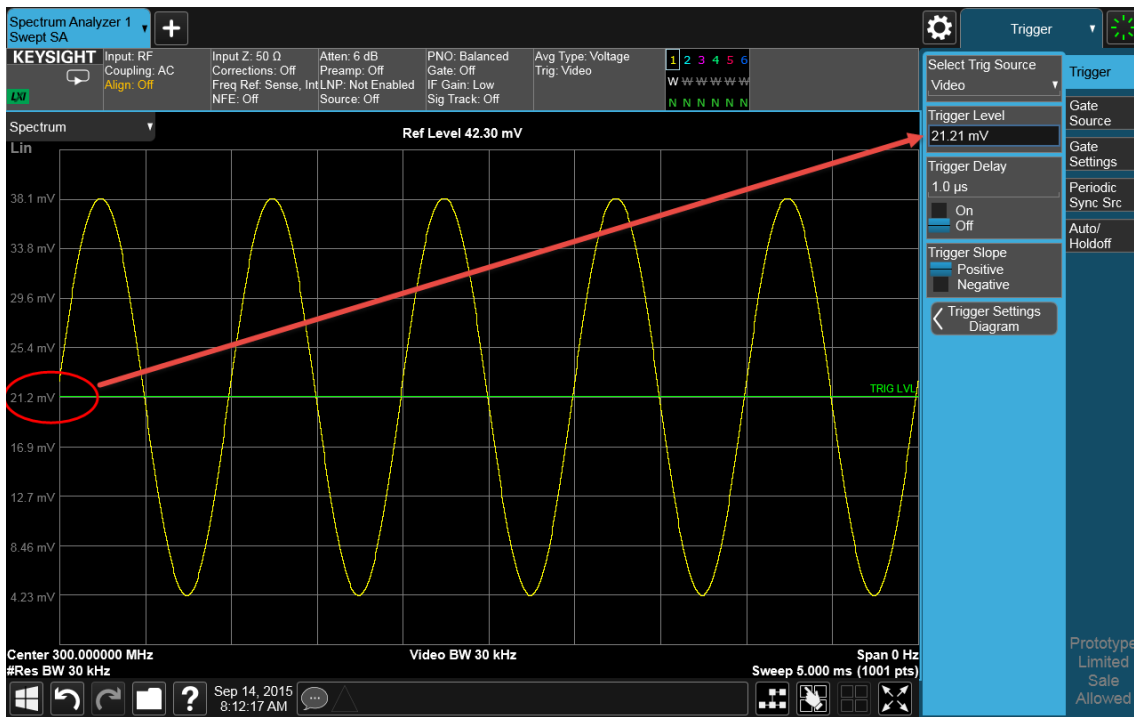 Spectrum Analyzer 1
Swept SA
+
Trigger
KEYSIGHT
LXI
Input: RF
Coupling: AC
Align: Off
Input Z: 50 Ω
Corrections: Off
Freq Ref: Sense, Int
NFE: Off
Atten: 6 dB
Preamp: Off
LNP: Not Enabled
Source: Off
PNO: Balanced
Gate: Off
IF Gain: Low
Sig Track: Off
Avg Type: Voltage
Trig: Video
1 2 3 4 5 6
W W W W W W
N N N N N N
Spectrum
Ref Level 42.30 mV
Lin
38.1 mV
33.8 mV
29.6 mV
25.4 mV
21.2 mV
16.9 mV
12.7 mV
8.46 mV
4.23 mV
TRIG LVL
Center 300.000000 MHz
#Res BW 30 kHz
Video BW 30 kHz
Span 0 Hz
Sweep 5.000 ms (1001 pts)
?
Sep 14, 2015
8:12:17 AM
Select Trig Source
Video
Trigger Level
21.21 mV
Trigger Delay
1.0 µs
On
Off
Trigger Slope
Positive
Negative
Trigger Settings
Diagram
Trigger
Gate
Source
Gate
Settings
Periodic
Sync Src
Auto/
Holdoff
Prototype
Limited
Sale
Allowed